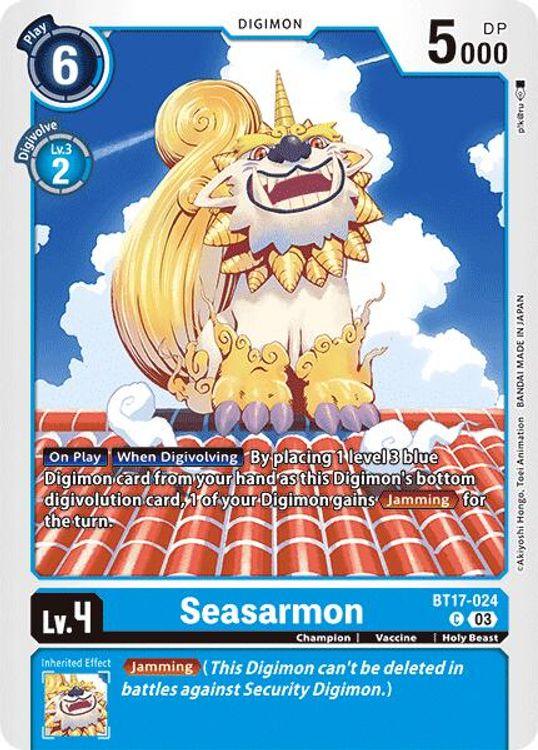 DIGIMON
Play
6
5000
DP
Digivolve
Lv.3
2
p!k@ru
©Akiyoshi Hongo, Toei Animation BANDAI MADE IN JAPAN
On Play When Digivolving By placing 1 level 3 blue
Digimon card from your hand as this Digimon's bottom
digivolution card, 1 of your Digimon gains Jamming for
the turn.
Lv.4
Seasarmon
BT17-024
C 03
Champion | Vaccine | Holy Beast
Inherited Effect
Jamming (This Digimon can't be deleted in
battles against Security Digimon.)